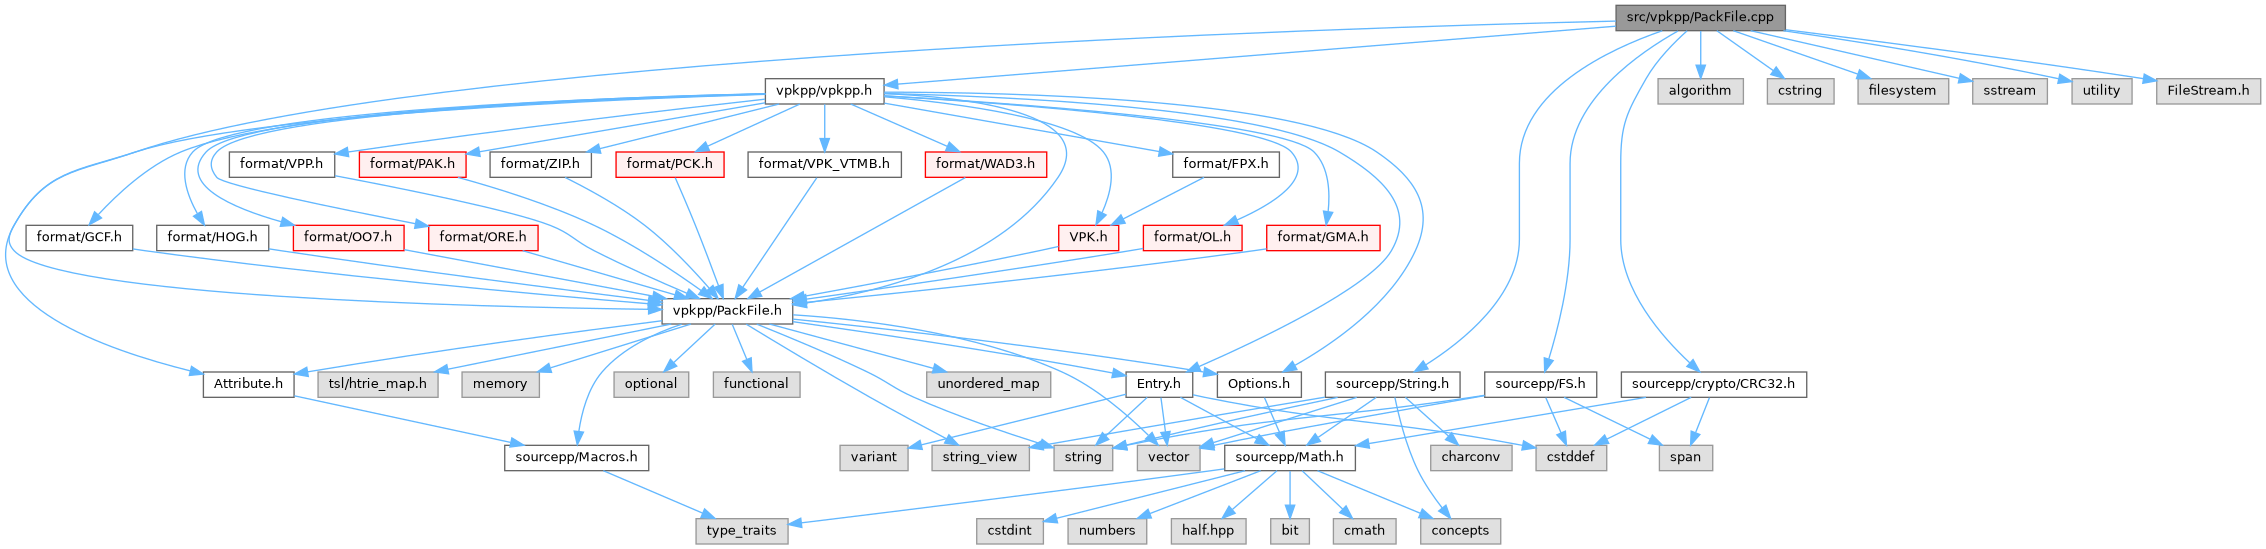 src/vpkpp/PackFile.cpp
vpkpp/vpkpp.h
algorithm
cstring
filesystem
sstream
utility
FileStream.h
format/VPP.h
format/PAK.h
format/ZIP.h
format/PCK.h
format/VPK_VTMB.h
format/WAD3.h
format/FPX.h
format/GCF.h
format/HOG.h
format/OO7.h
format/ORE.h
VPK.h
format/OL.h
format/GMA.h
vpkpp/PackFile.h
Attribute.h
tsl/htrie_map.h
memory
optional
functional
unordered_map
Entry.h
Options.h
sourcepp/String.h
sourcepp/FS.h
sourcepp/crypto/CRC32.h
sourcepp/Macros.h
variant
string_view
string
vector
sourcepp/Math.h
charconv
cstddef
span
type_traits
cstdint
numbers
half.hpp
bit
cmath
concepts